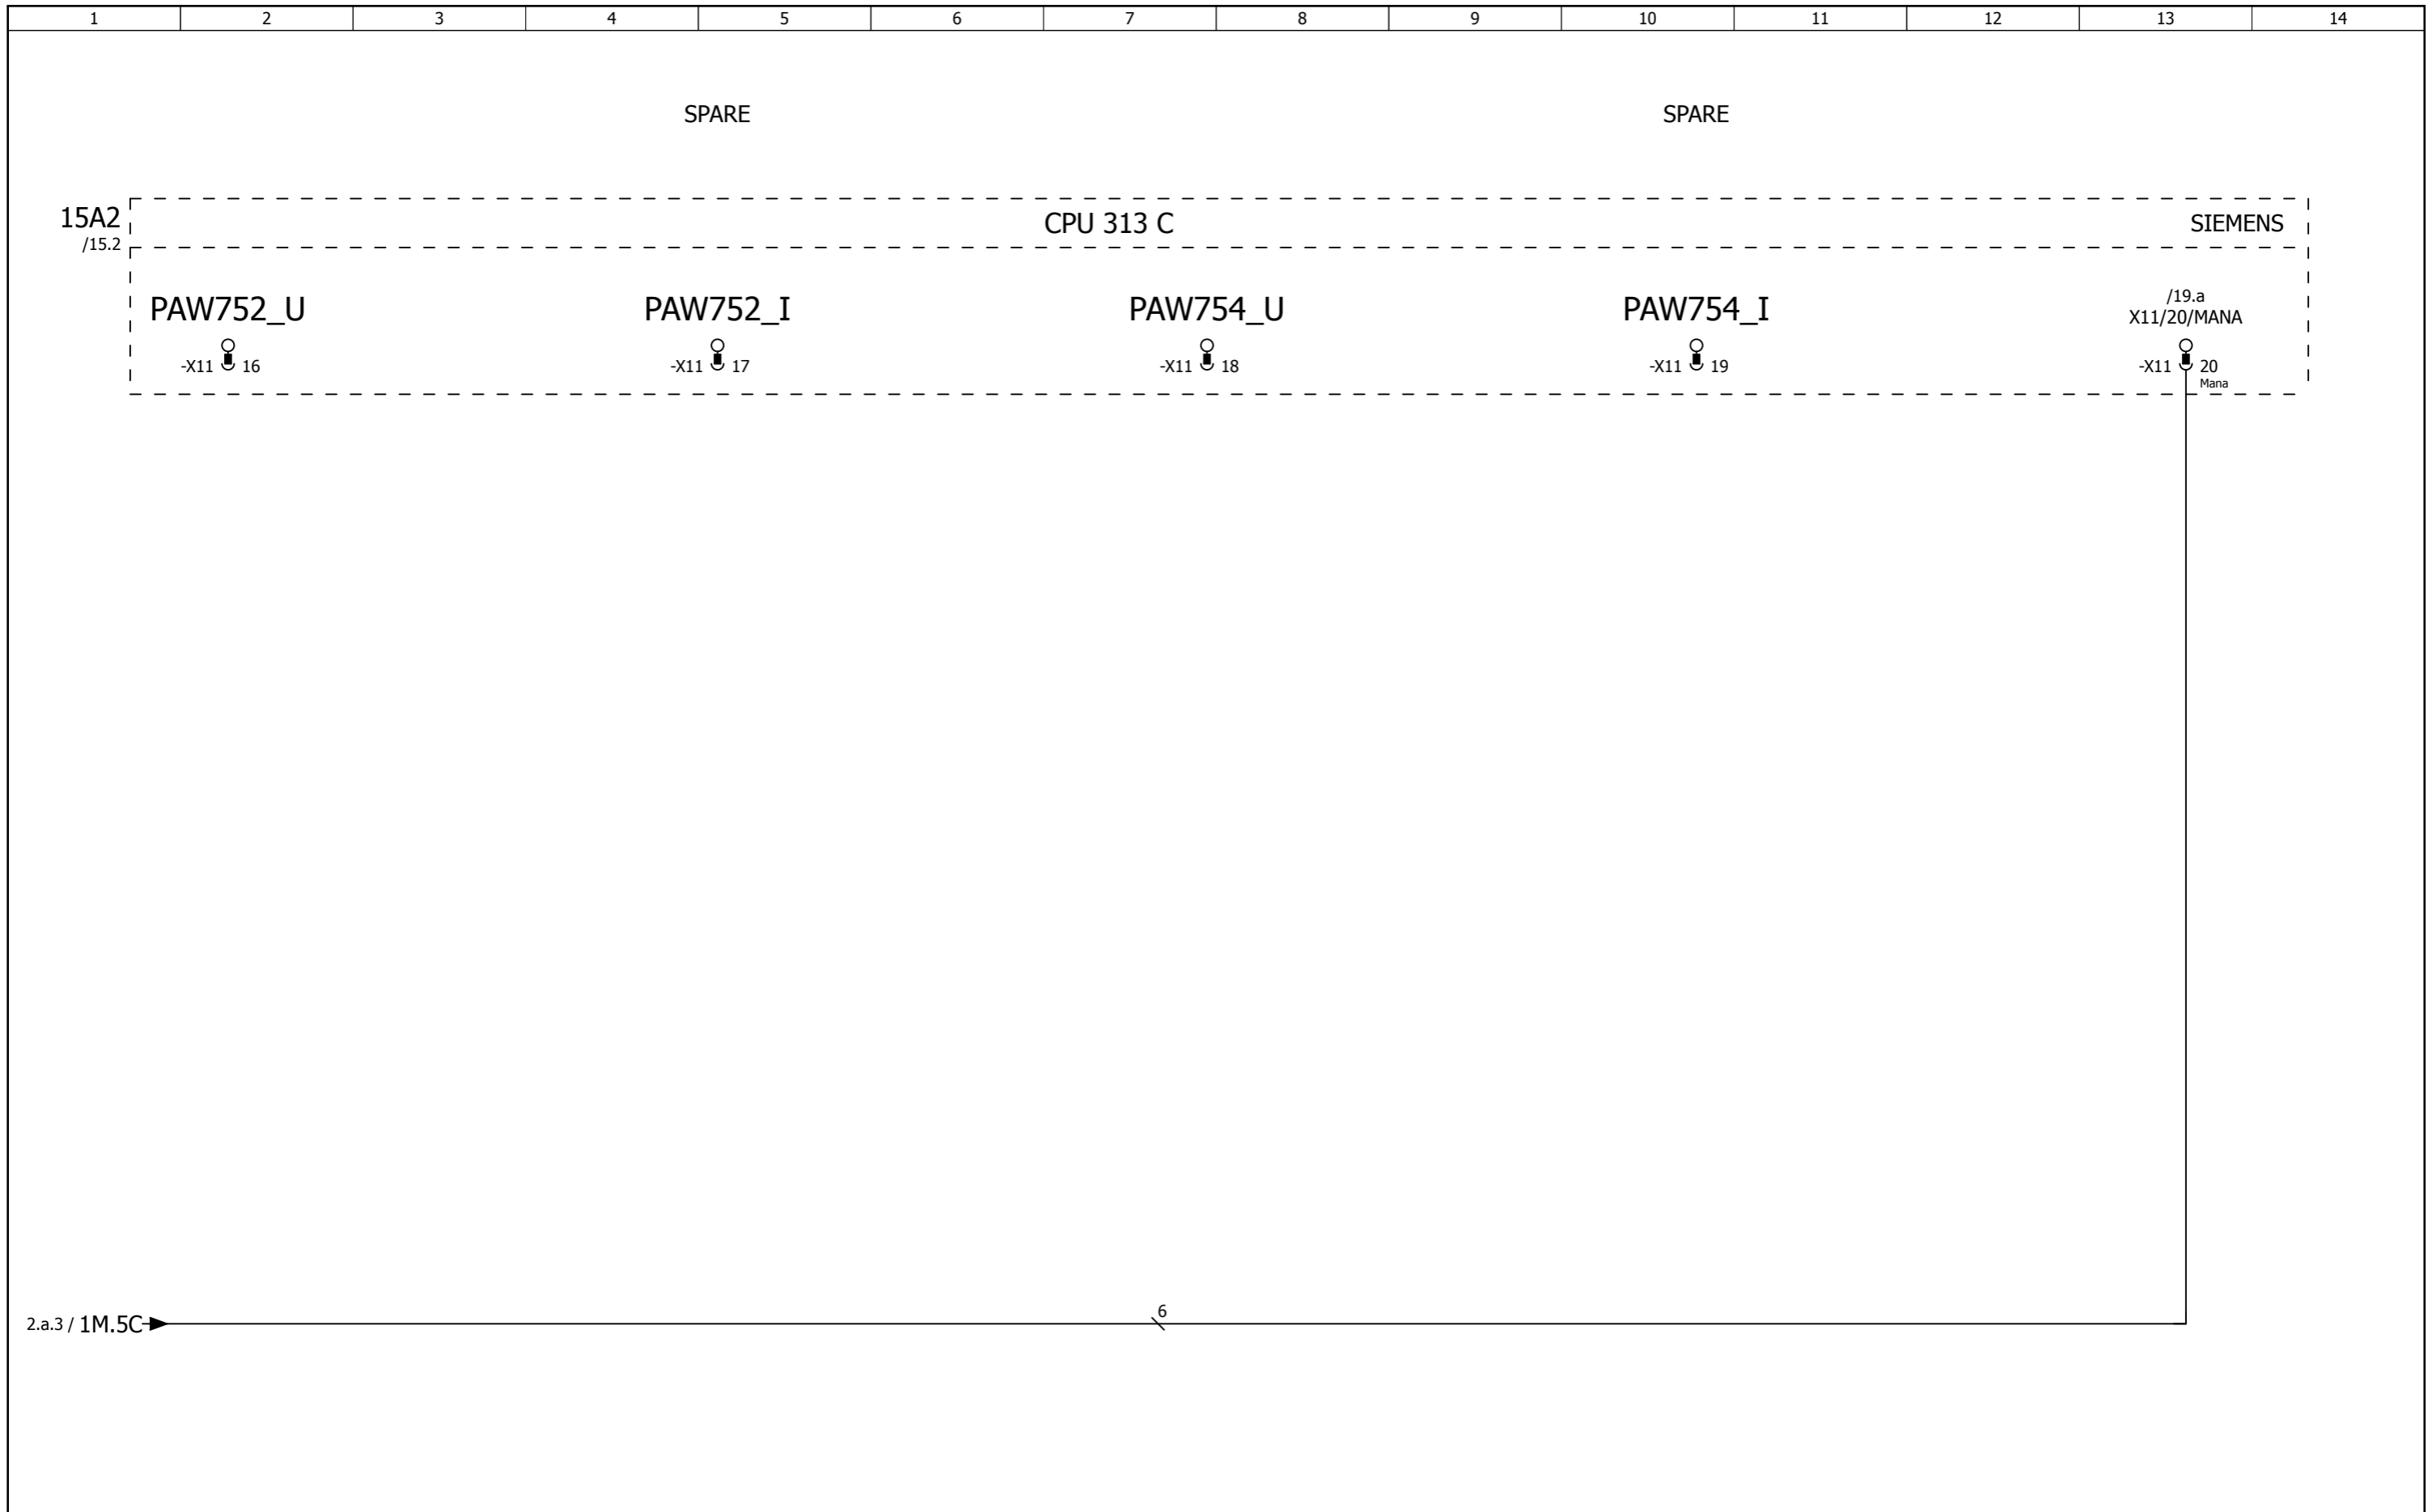 1 2 3 4 5 6 7 8 9 10 11 12 13 14
SPARE SPARE
15A2 CPU 313 C SIEMENS
/15.2
PAW752_U PAW752_I PAW754_U PAW754_I /19.a
X11/20/MANA
-X11 16 -X11 17 -X11 18 -X11 19 -X11 20
Mana
6
2.a.3 / 1M.5C